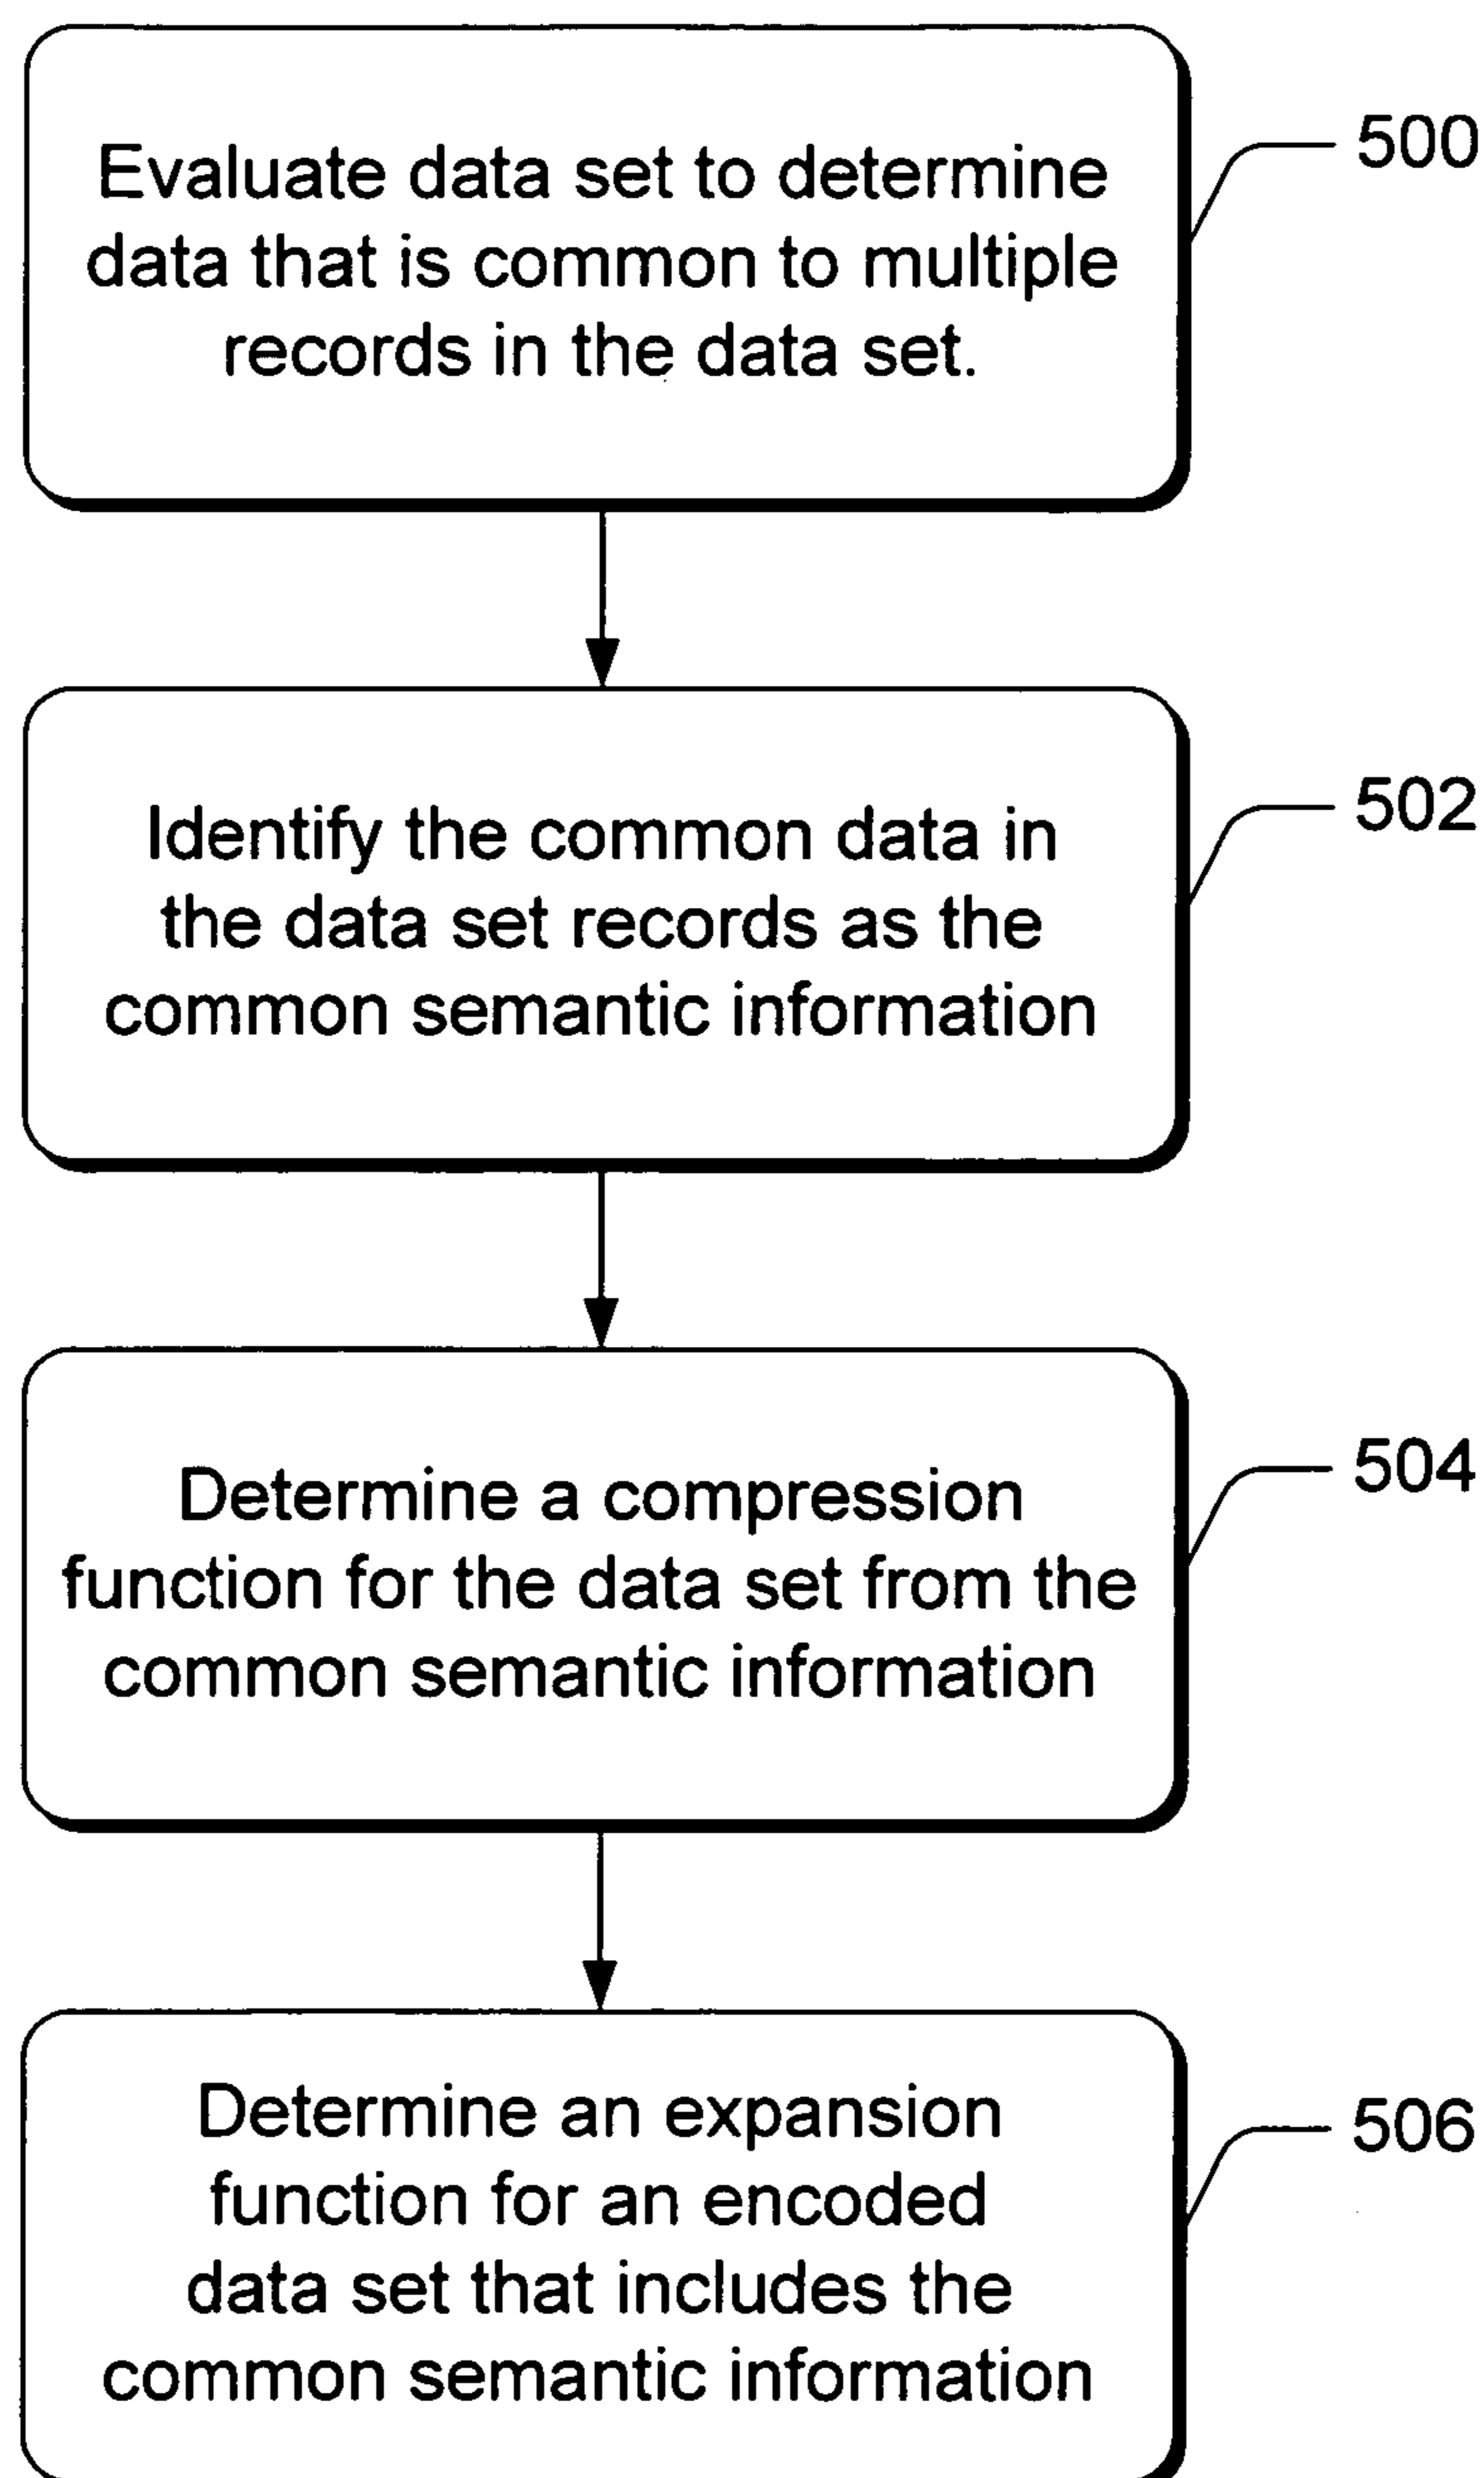 Evaluate data set to determine
data that is common to multiple
records in the data set.
500
Identify the common data in
the data set records as the
common semantic information
502
Determine a compression
function for the data set from the
common semantic information
504
Determine an expansion
function for an encoded
data set that includes the
common semantic information
506